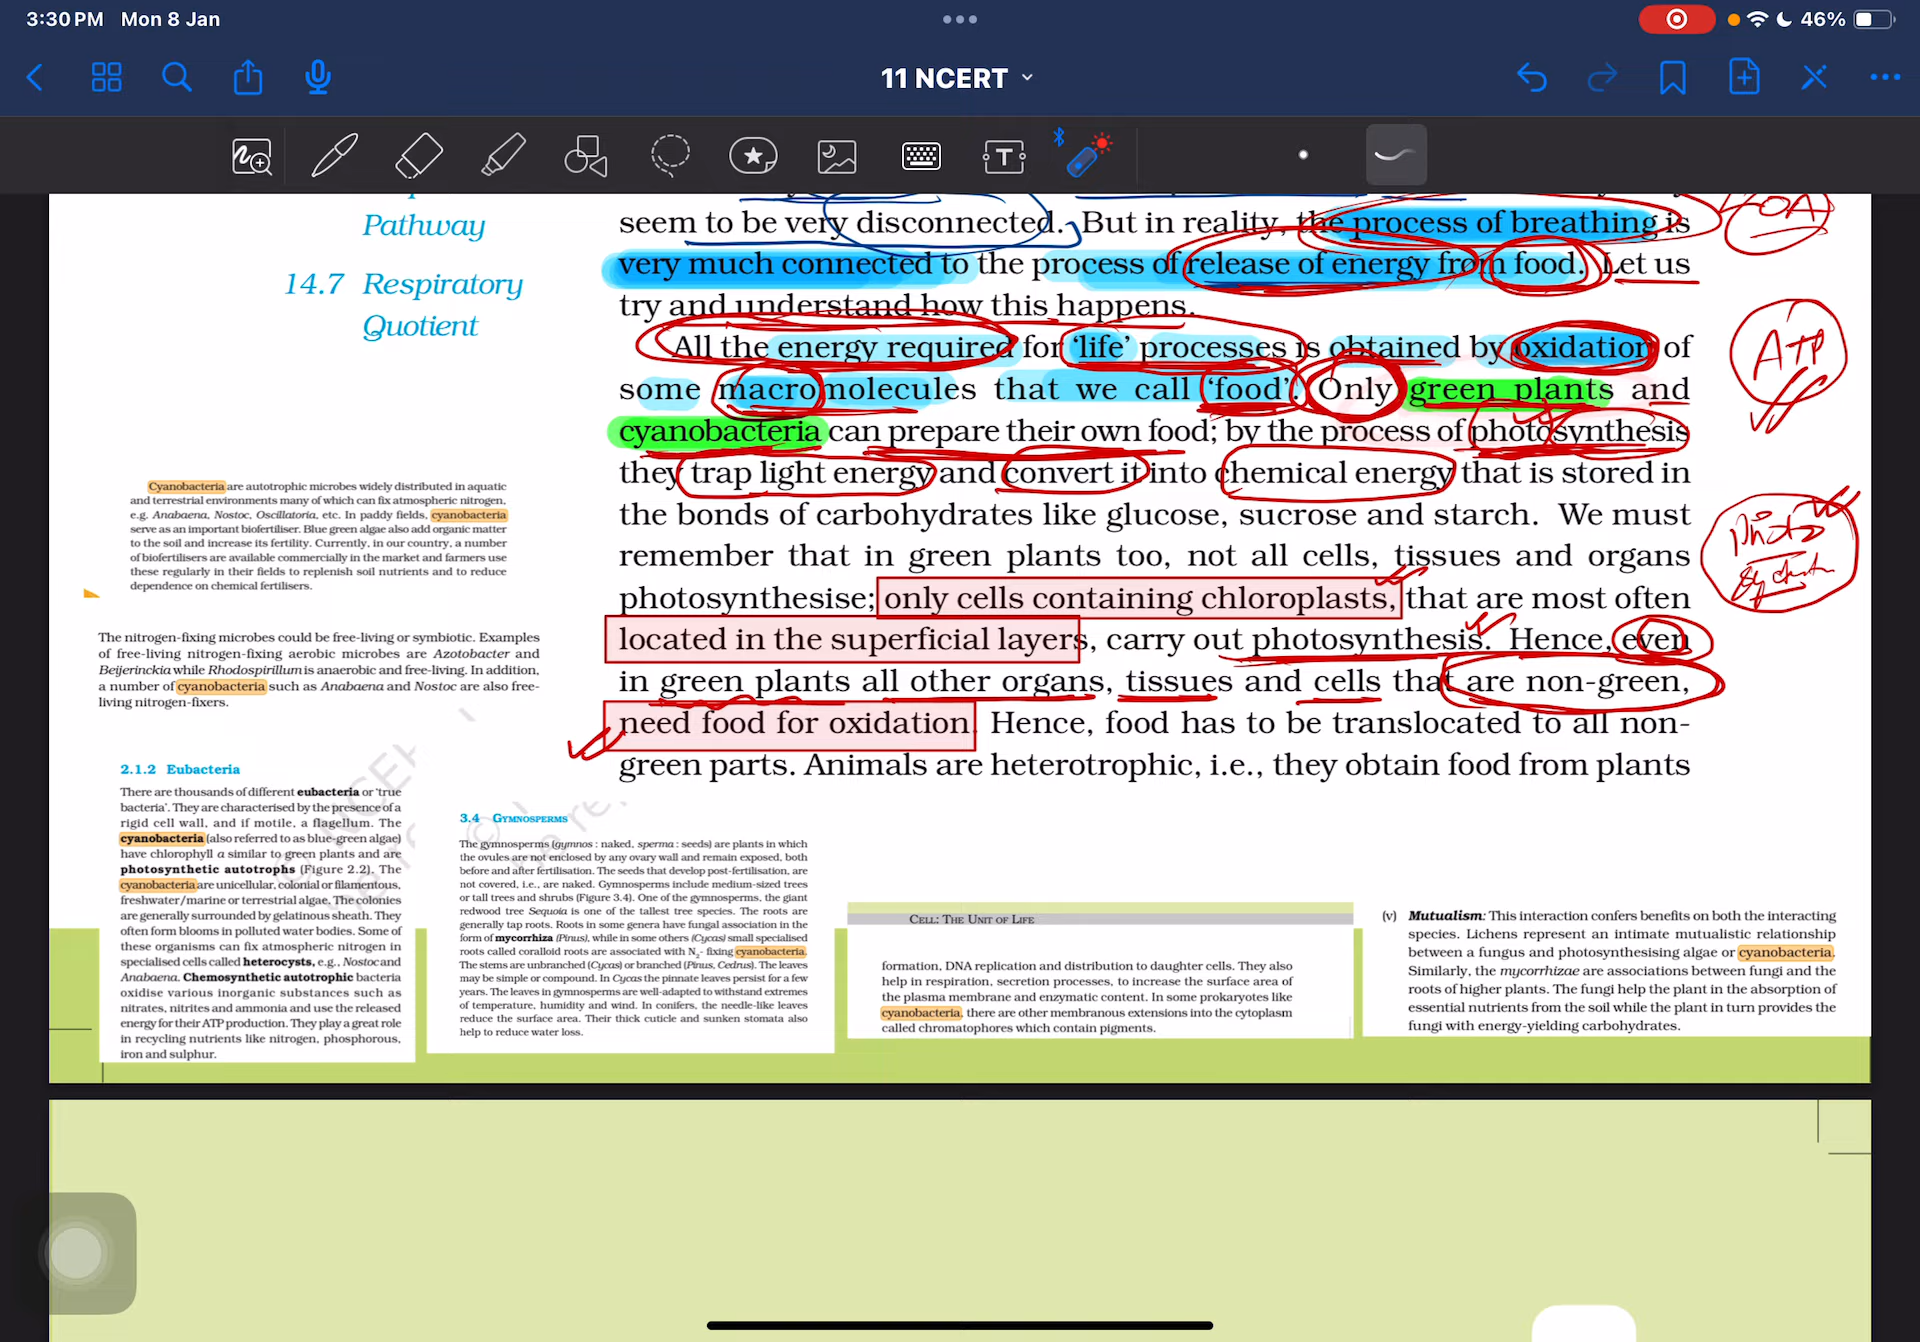 3:30 PM Mon 8 Jan
46%
11 NCERT
Pathway
14.7 Respiratory
Quotient
seem to be very disconnected. But in reality, the process of breathing is
very much connected to the process of release of energy from food. Let us
try and understand how this happens.
All the energy required for 'life' processes is obtained by oxidation of
some macromolecules that we call 'food'. Only green plants and
cyanobacteria can prepare their own food; by the process of photosynthesis
they trap light energy and convert it into chemical energy that is stored in
the bonds of carbohydrates like glucose, sucrose and starch. We must
remember that in green plants too, not all cells, tissues and organs
photosynthesise; only cells containing chloroplasts, that are most often
located in the superficial layers, carry out photosynthesis. Hence, even
in green plants all other organs, tissues and cells that are non-green,
need food for oxidation. Hence, food has to be translocated to all non-
green parts. Animals are heterotrophic, i.e., they obtain food from plants
ATP
Photo
Cyanobacteria are autotrophic microbes widely distributed in aquatic
and terrestrial environments many of which can fix atmospheric nitrogen,
e.g. Anabaena, Nostoc, Oscillatoria, etc. In paddy fields, cyanobacteria
serve as an important biofertiliser. Blue green algae also add organic matter
to the soil and increase its fertility. Currently, in our country, a number
of biofertilisers are available commercially in the market and farmers use
these regularly in their fields to replenish soil nutrients and to reduce
dependence on chemical fertilisers.
The nitrogen-fixing microbes could be free-living or symbiotic. Examples
of free-living nitrogen-fixing aerobic microbes are Azotobacter and
Beijerinckia while Rhodospirillum is anaerobic and free-living. In addition,
a number of cyanobacteria such as Anabaena and Nostoc are also free-
living nitrogen-fixers.
2.1.2 Eubacteria
There are thousands of different eubacteria or 'true
bacteria'. They are characterised by the presence of a
rigid cell wall, and if motile, a flagellum. The
cyanobacteria (also referred to as blue-green algae)
have chlorophyll a similar to green plants and are
photosynthetic autotrophs (Figure 2.2). The
cyanobacteria are unicellular, colonial or filamentous,
freshwater/marine or terrestrial algae. The colonies
are generally surrounded by gelatinous sheath. They
often form blooms in polluted water bodies. Some of
these organisms can fix atmospheric nitrogen in
specialised cells called heterocysts, e.g., Nostoc and
Anabaena. Chemosynthetic autotrophic bacteria
oxidise various inorganic substances such as
nitrates, nitrites and ammonia and use the released
energy for their ATP production. They play a great role
in recycling nutrients like nitrogen, phosphorous,
iron and sulphur.
3.4 GYMNOSPERMS
The gymnosperms (gymnos : naked, sperma : seeds) are plants in which
the ovules are not enclosed by any ovary wall and remain exposed, both
before and after fertilisation. The seeds that develop post-fertilisation, are
not covered, i.e., are naked. Gymnosperms include medium-sized trees
or tall trees and shrubs (Figure 3.4). One of the gymnosperms, the giant
redwood tree Sequoia is one of the tallest tree species. The roots are
generally tap roots. Roots in some genera have fungal association in the
form of mycorrhiza (Pinus), while in some others (Cycas) small specialised
roots called coralloid roots are associated with N2- fixing cyanobacteria.
The stems are unbranched (Cycas) or branched (Pinus, Cedrus). The leaves
may be simple or compound. In Cycas the pinnate leaves persist for a few
years. The leaves in gymnosperms are well-adapted to withstand extremes
of temperature, humidity and wind. In conifers, the needle-like leaves
reduce the surface area. Their thick cuticle and sunken stomata also
help to reduce water loss.
CELL: THE UNIT OF LIFE
formation, DNA replication and distribution to daughter cells. They also
help in respiration, secretion processes, to increase the surface area of
the plasma membrane and enzymatic content. In some prokaryotes like
cyanobacteria, there are other membranous extensions into the cytoplasm
called chromatophores which contain pigments.
(v) Mutualism: This interaction confers benefits on both the interacting
species. Lichens represent an intimate mutualistic relationship
between a fungus and photosynthesising algae or cyanobacteria.
Similarly, the mycorrhizae are associations between fungi and the
roots of higher plants. The fungi help the plant in the absorption of
essential nutrients from the soil while the plant in turn provides the
fungi with energy-yielding carbohydrates.